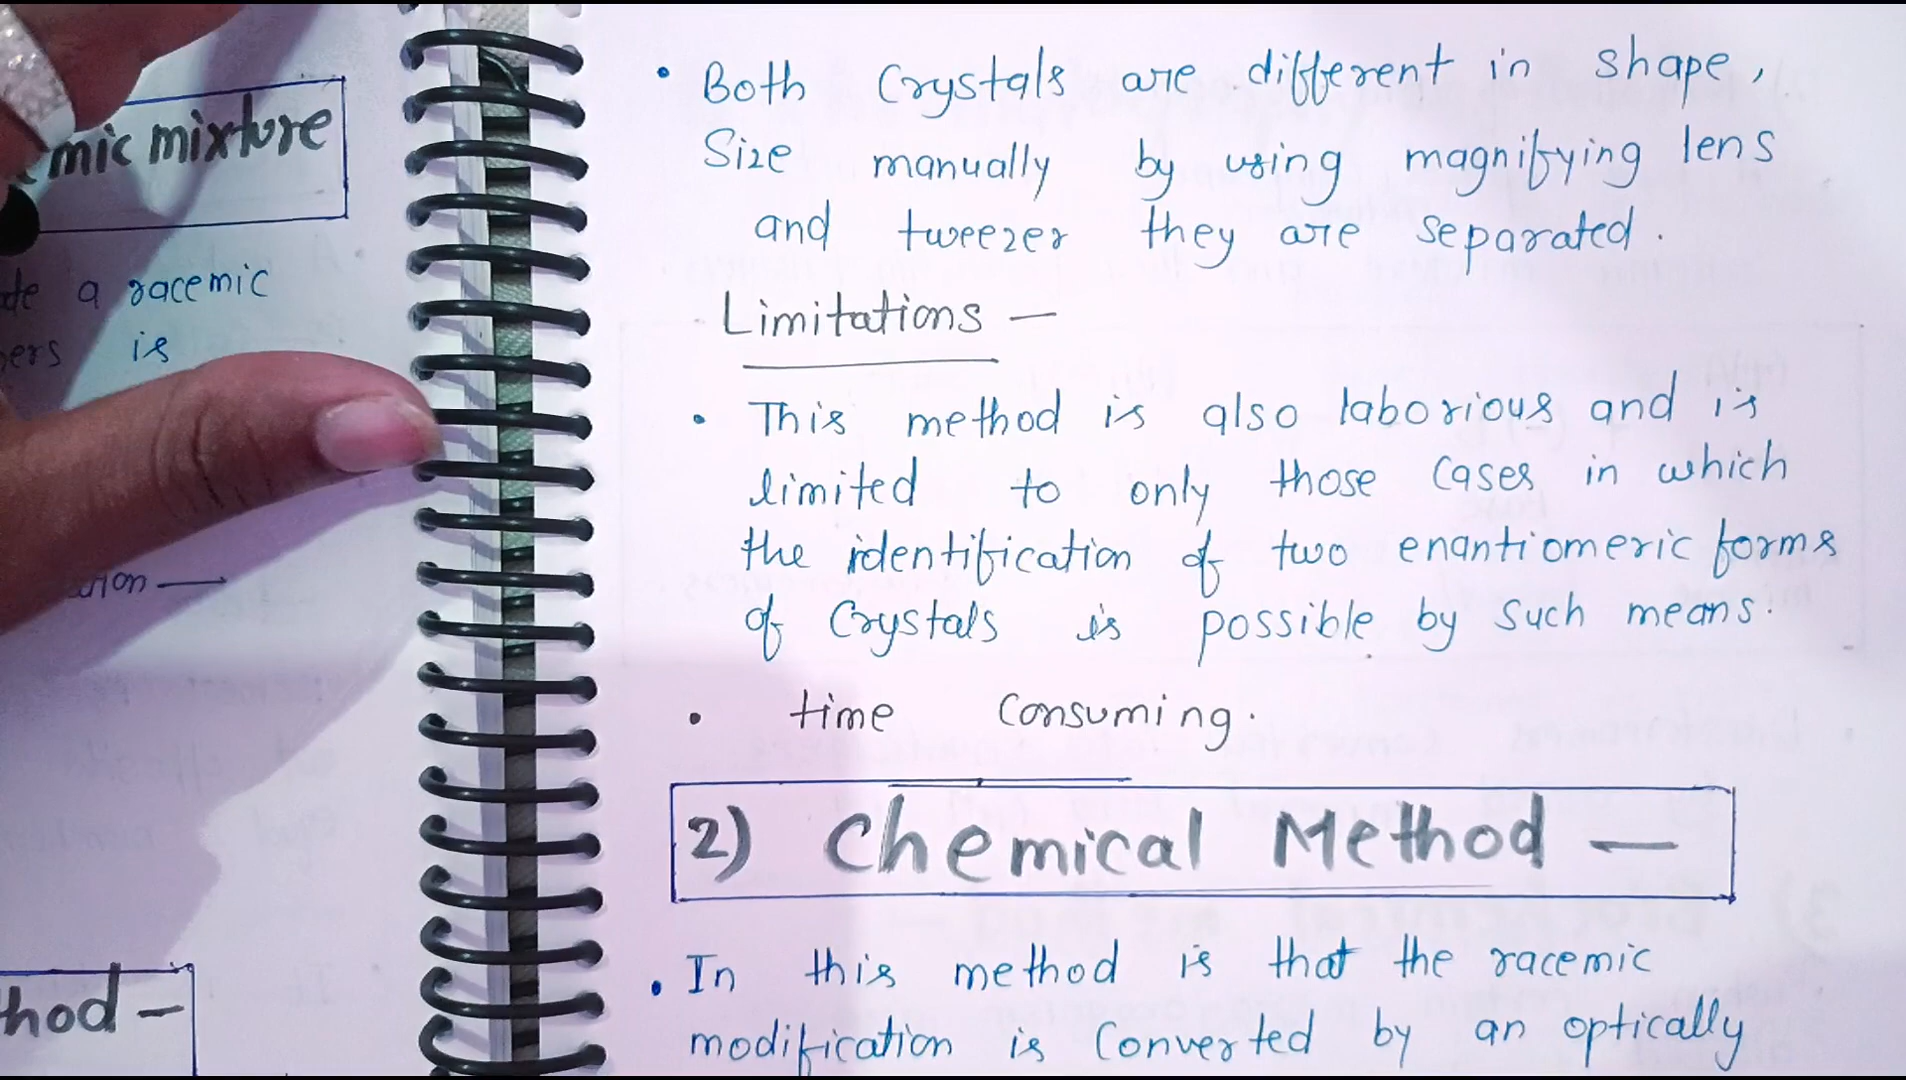 mic mixture
a racemic
is
hod -
• Both Crystals are different in shape,
Size manually by using magnifying lens
and tweezer they are separated.
Limitations -
• This method is also laborious and is
limited to only those cases in which
the identification of two enantiomeric forms
of Crystals is possible by such means.
• time Consuming.
2) Chemical Method -
• In this method is that the racemic
modification is Converted by an optically